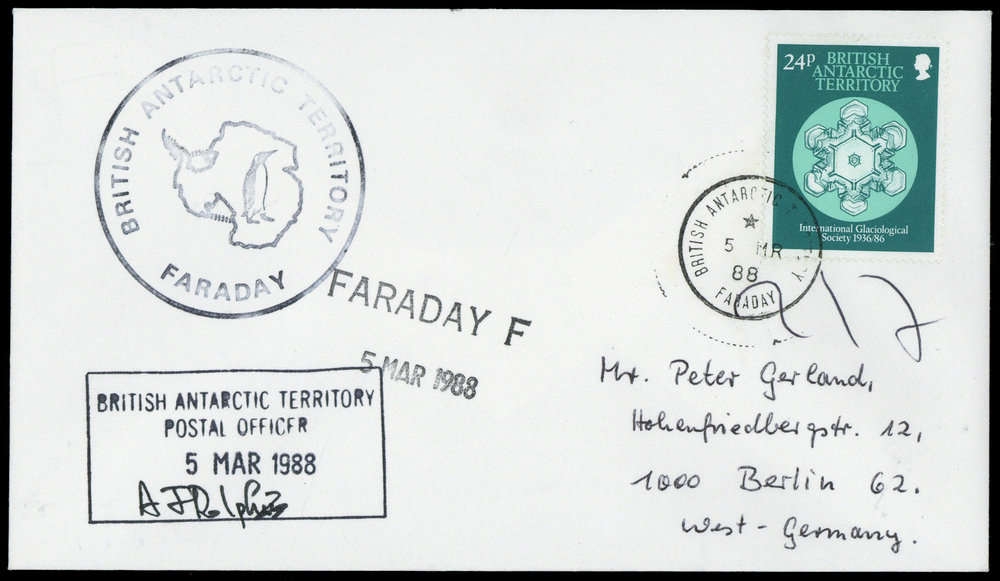 BRITISH ANTARCTIC TERRITORY
FARADAY
24P
BRITISH
ANTARCTIC
TERRITORY
International Glaciological
Society 1936/86
5 MR
88
FARADAY
FARADAY F
5 MAR 1988
BRITISH ANTARCTIC TERRITORY
POSTAL OFFICER
5 MAR 1988
Mr. Peter Gerland,
Hohenfriedbergstr. 12,
1000 Berlin 62.
West-Germany.